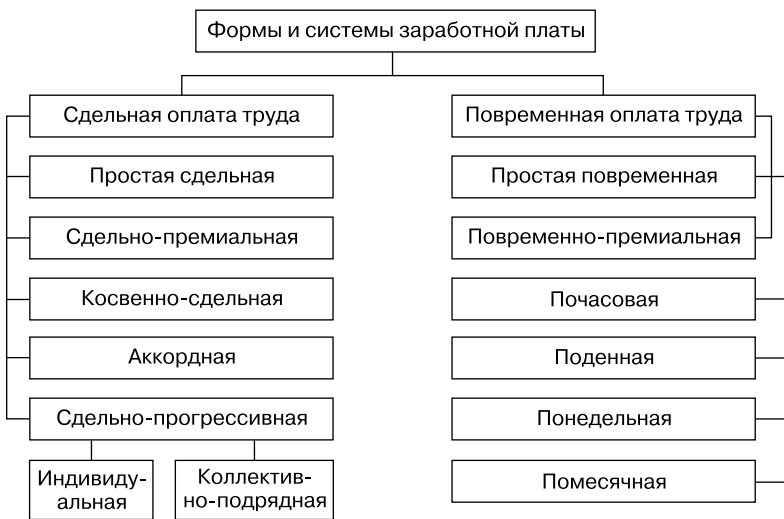 Формы и системы заработной платы
Сдельная оплата труда
Простая сдельная
Сдельно-премиальная
Косвенно-сдельная
Аккордная
Сдельно-прогрессивная
Индивиду-
альная
Коллектив-
но-подрядная
Повременная оплата труда
Простая повременная
Повременно-премиальная
Почасовая
Поденная
Понедельная
Помесячная